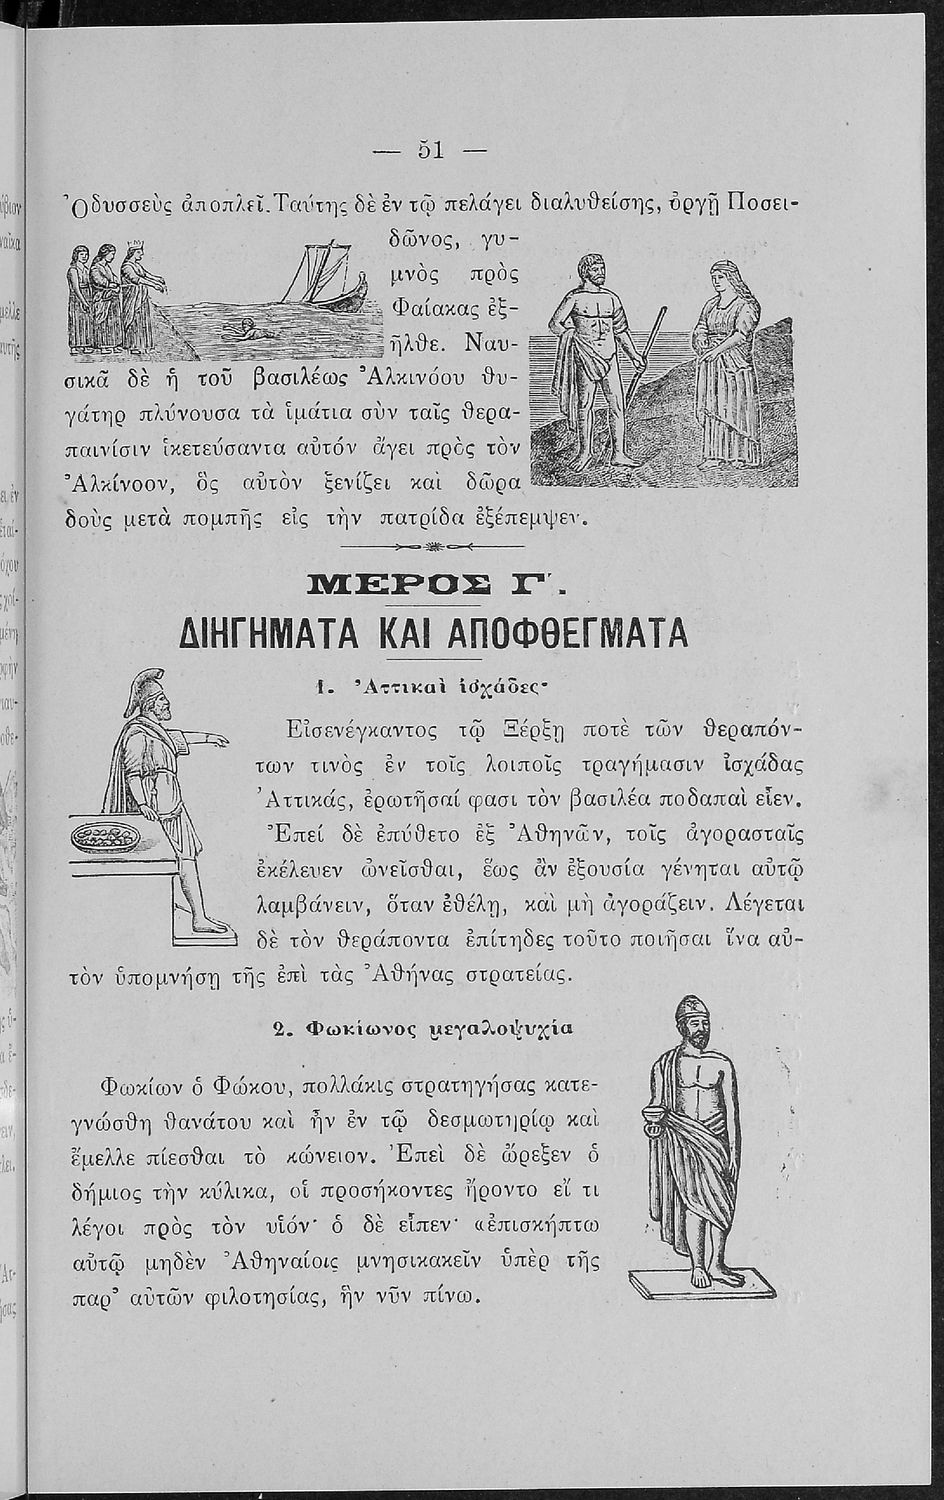 — 51 —
Ὀδυσσεὺς ἀποπλεῖ. Ταύτης δὲ ἐν τῷ πελάγει διαλυθείσης, ὀργῇ Ποσει-
δῶνος, γυ-
μνὸς πρὸς
Φαίακας ἐξ-
ῆλθε. Ναυ-
σικᾶ δὲ ἡ τοῦ βασιλέως Ἀλκινόου θυ-
γάτηρ πλύνουσα τὰ ἱμάτια σὺν ταῖς θερα-
παινίσιν ἱκετεύσαντα αὐτόν ἄγει πρὸς τὸν
Ἀλκίνοον, ὃς αὐτὸν ξενίζει καὶ δῶρα
δοὺς μετὰ πομπῆς εἰς τὴν πατρίδα ἐξέπεμψεν.
ΜΕΡΟΣ Γ΄.
ΔΙΗΓΗΜΑΤΑ ΚΑΙ ΑΠΟΦΘΕΓΜΑΤΑ
1. Ἀττικαὶ ἰσχάδες·
Εἰσενέγκαντος τῷ Ξέρξῃ ποτὲ τῶν θεραπόν-
των τινὸς ἐν τοῖς λοιποῖς τραγήμασιν ἰσχάδας
Ἀττικάς, ἐρωτῆσαί φασι τὸν βασιλέα ποδαπαὶ εἶεν.
Ἐπεί δὲ ἐπύθετο ἐξ Ἀθηνῶν, τοῖς ἀγορασταῖς
ἐκέλευεν ὠνεῖσθαι, ἕως ἂν ἐξουσία γένηται αὐτῷ
λαμβάνειν, ὅταν ἐθέλῃ, καὶ μὴ ἀγοράζειν. Λέγεται
δὲ τὸν θεράποντα ἐπίτηδες τοῦτο ποιῆσαι ἵνα αὐ-
τὸν ὑπομνήσῃ τῆς ἐπὶ τὰς Ἀθήνας στρατείας.
2. Φωκίωνος μεγαλοψυχία
Φωκίων ὁ Φώκου, πολλάκις στρατηγήσας κατε-
γνώσθη θανάτου καὶ ἦν ἐν τῷ δεσμωτηρίῳ καὶ
ἔμελλε πίεσθαι τὸ κώνειον. Ἐπεὶ δὲ ὤρεξεν ὁ
δήμιος τὴν κύλικα, οἱ προσήκοντες ἤροντο εἴ τι
λέγοι πρὸς τὸν υἱόν· ὁ δὲ εἶπεν· «ἐπισκήπτω
αὐτῷ μηδὲν Ἀθηναίοις μνησικακεῖν ὑπὲρ τῆς
παρ’ αὐτῶν φιλοτησίας, ἣν νῦν πίνω.